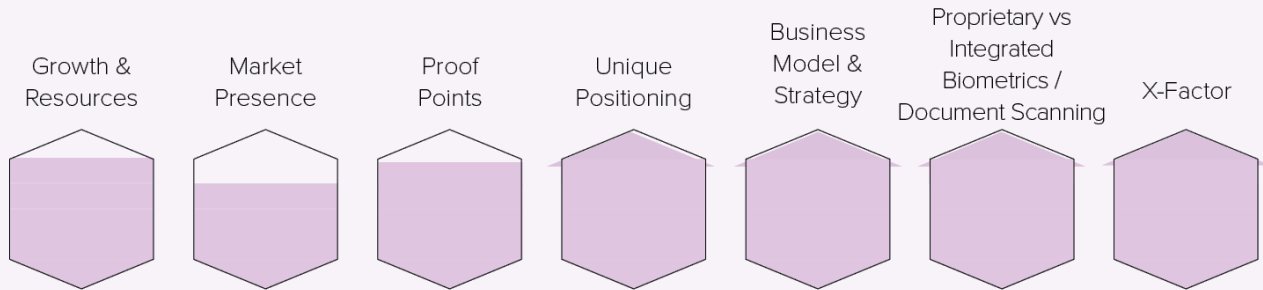 Growth &
Resources
Market
Presence
Proof
Points
Unique
Positioning
Business
Model &
Strategy
Proprietary vs
Integrated
Biometrics /
Document Scanning
X-Factor